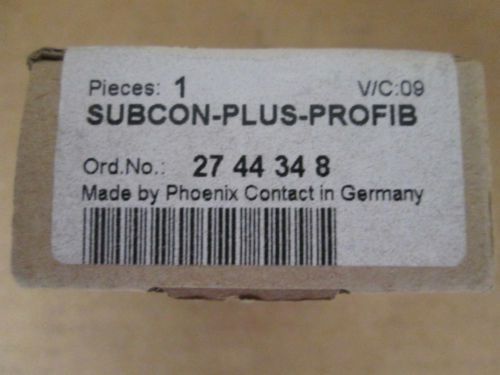 Pieces: 1 V/C:09
SUBCON-PLUS-PROFIB
Ord.No.: 27 44 34 8
Made by Phoenix Contact in Germany